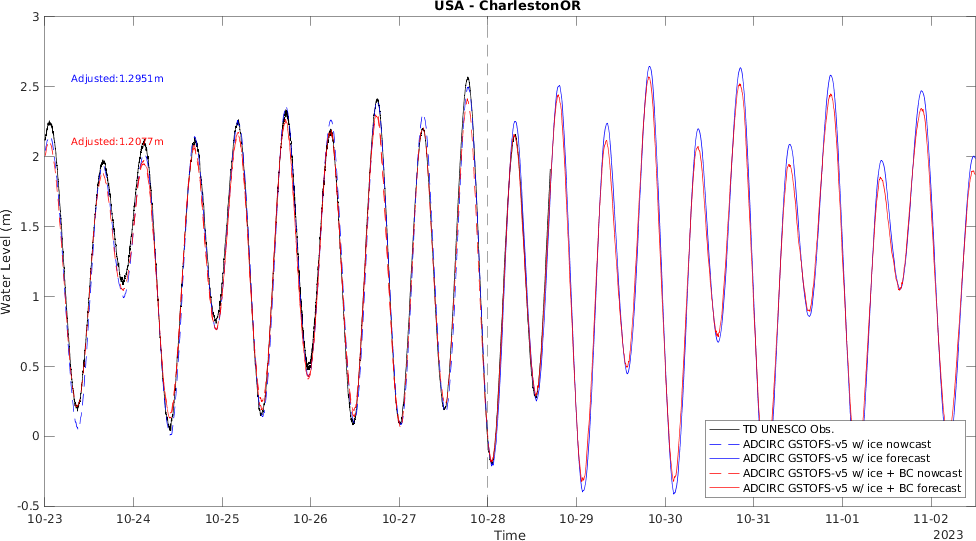 USA - CharlestonOR
3
2.5
2
1.5
1
0.5
0
-0.5
Water Level (m)
Adjusted:1.2951m
Adjusted:1.2077m
TD UNESCO Obs.
ADCIRC GSTOFS-v5 w/ ice nowcast
ADCIRC GSTOFS-v5 w/ ice forecast
ADCIRC GSTOFS-v5 w/ ice + BC nowcast
ADCIRC GSTOFS-v5 w/ ice + BC forecast
10-23 10-24 10-25 10-26 10-27 10-28 10-29 10-30 10-31 11-01 11-02
Time
2023